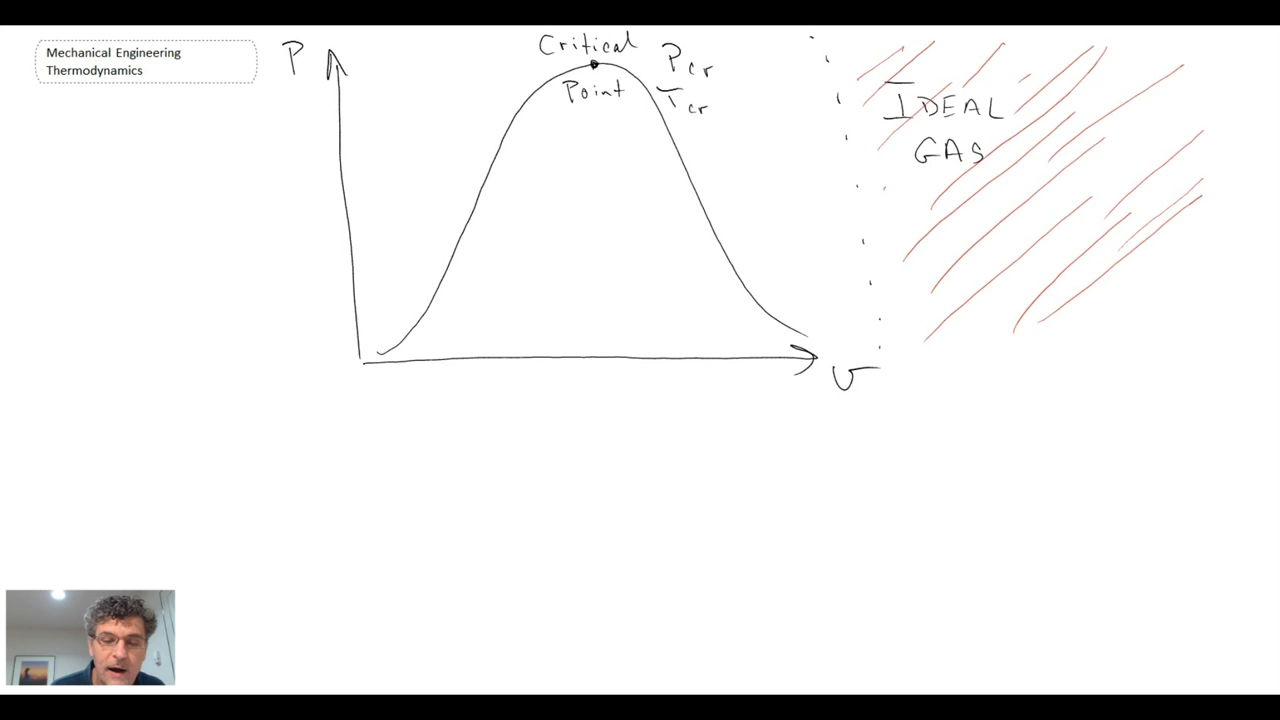 Mechanical Engineering
Thermodynamics
P
Critical
Point
Pcr
Tcr
IDEAL
GAS
v